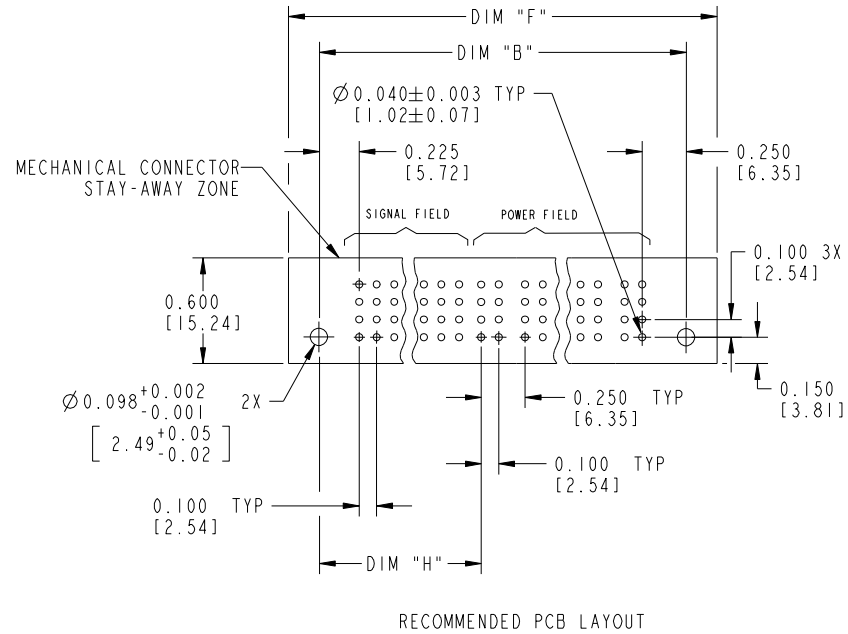 DIM "F"
DIM "B"
Ø0.040±0.003 TYP
[1.02±0.07]
0.225
[5.72]
0.250
[6.35]
MECHANICAL CONNECTOR
STAY-AWAY ZONE
SIGNAL FIELD
POWER FIELD
0.100 3X
[2.54]
0.600
[15.24]
Ø0.098+0.002
-0.001
2X
[2.49+0.05
-0.02]
0.250 TYP
[6.35]
0.150
[3.81]
0.100 TYP
[2.54]
0.100 TYP
[2.54]
DIM "H"
RECOMMENDED PCB LAYOUT